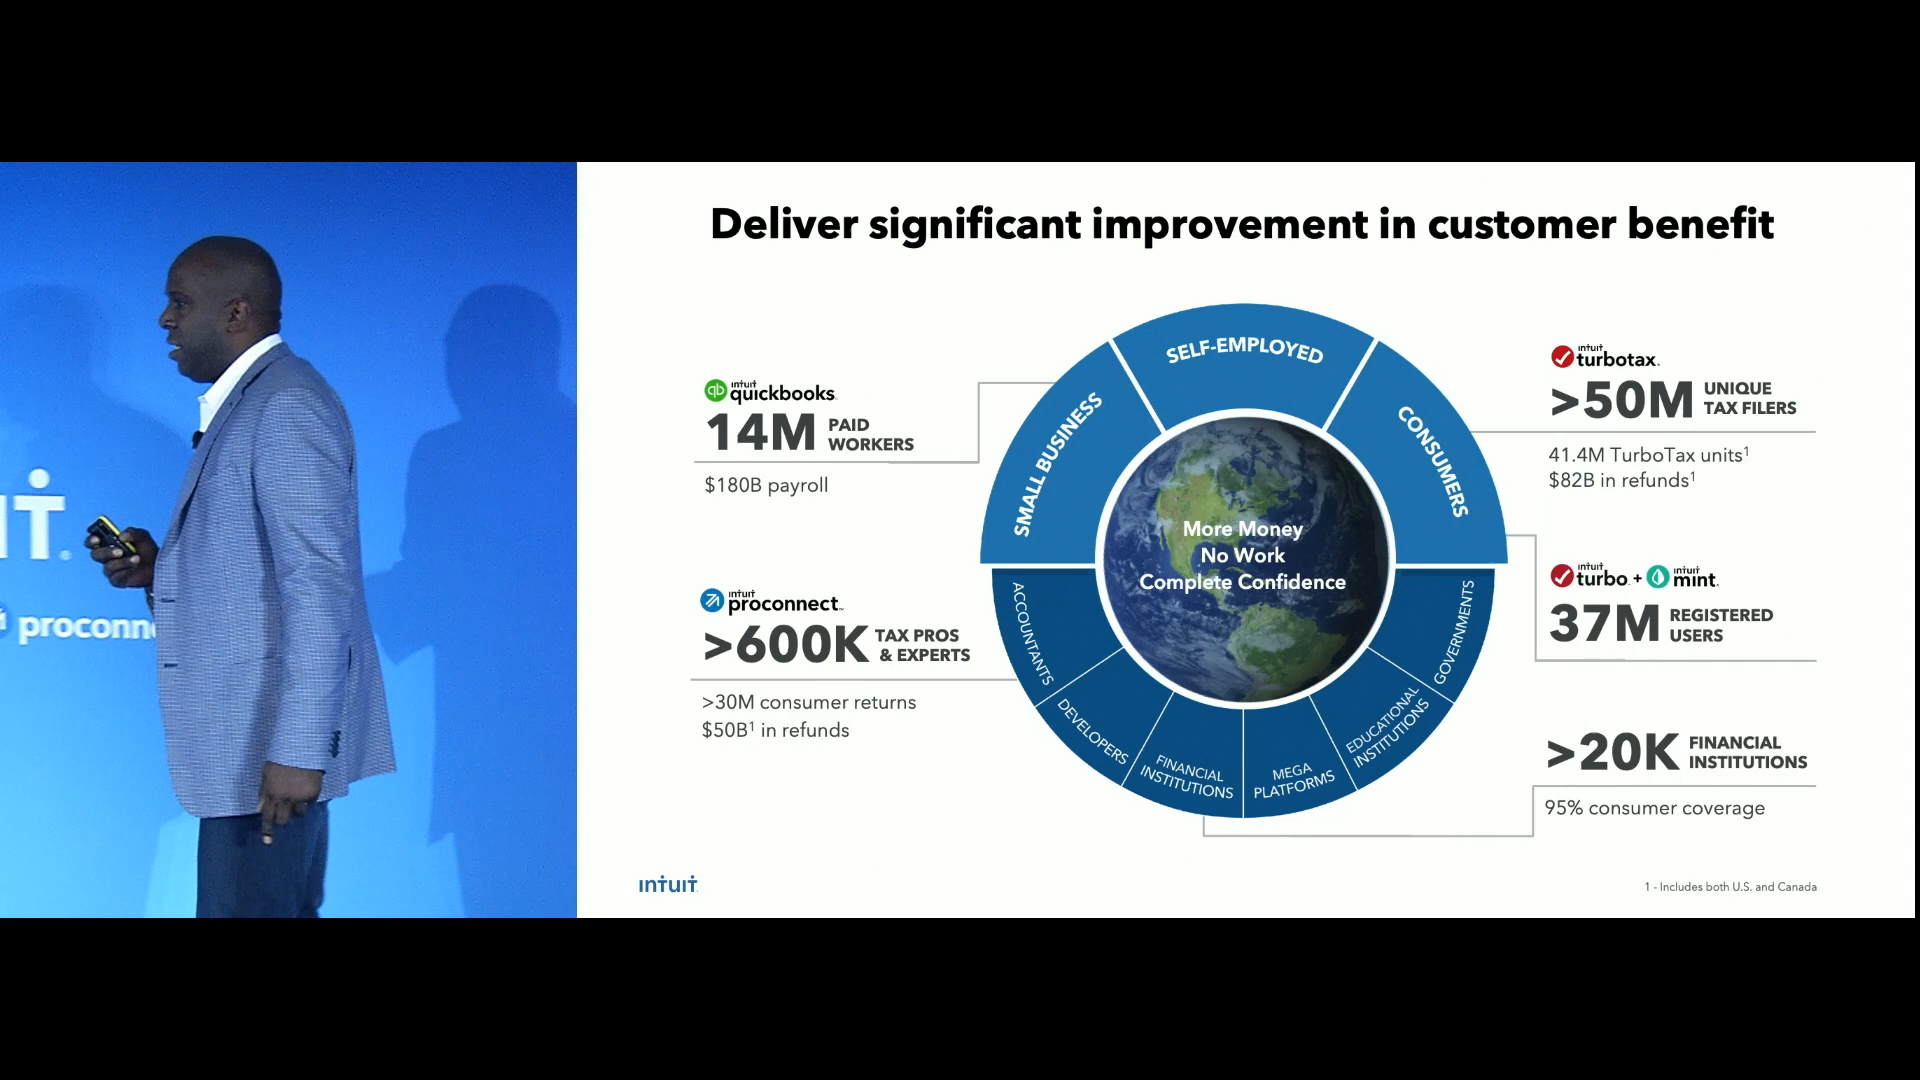 Deliver significant improvement in customer benefit
intuit
quickbooks.
14M PAID
WORKERS
$180B payroll
intuit
proconnect™
>600K TAX PROS
& EXPERTS
>30M consumer returns
$50B¹ in refunds
SMALL BUSINESS
SELF-EMPLOYED
CONSUMERS
More Money
No Work
Complete Confidence
ACCOUNTANTS
DEVELOPERS
FINANCIAL
INSTITUTIONS
MEGA
PLATFORMS
EDUCATIONAL
INSTITUTIONS
GOVERNMENTS
intuit
turbotax.
>50M UNIQUE
TAX FILERS
41.4M TurboTax units¹
$82B in refunds¹
intuit turbo. + intuit mint.
37M REGISTERED
USERS
>20K FINANCIAL
INSTITUTIONS
95% consumer coverage
intuit.
1 - Includes both U.S. and Canada
IT.
proconn